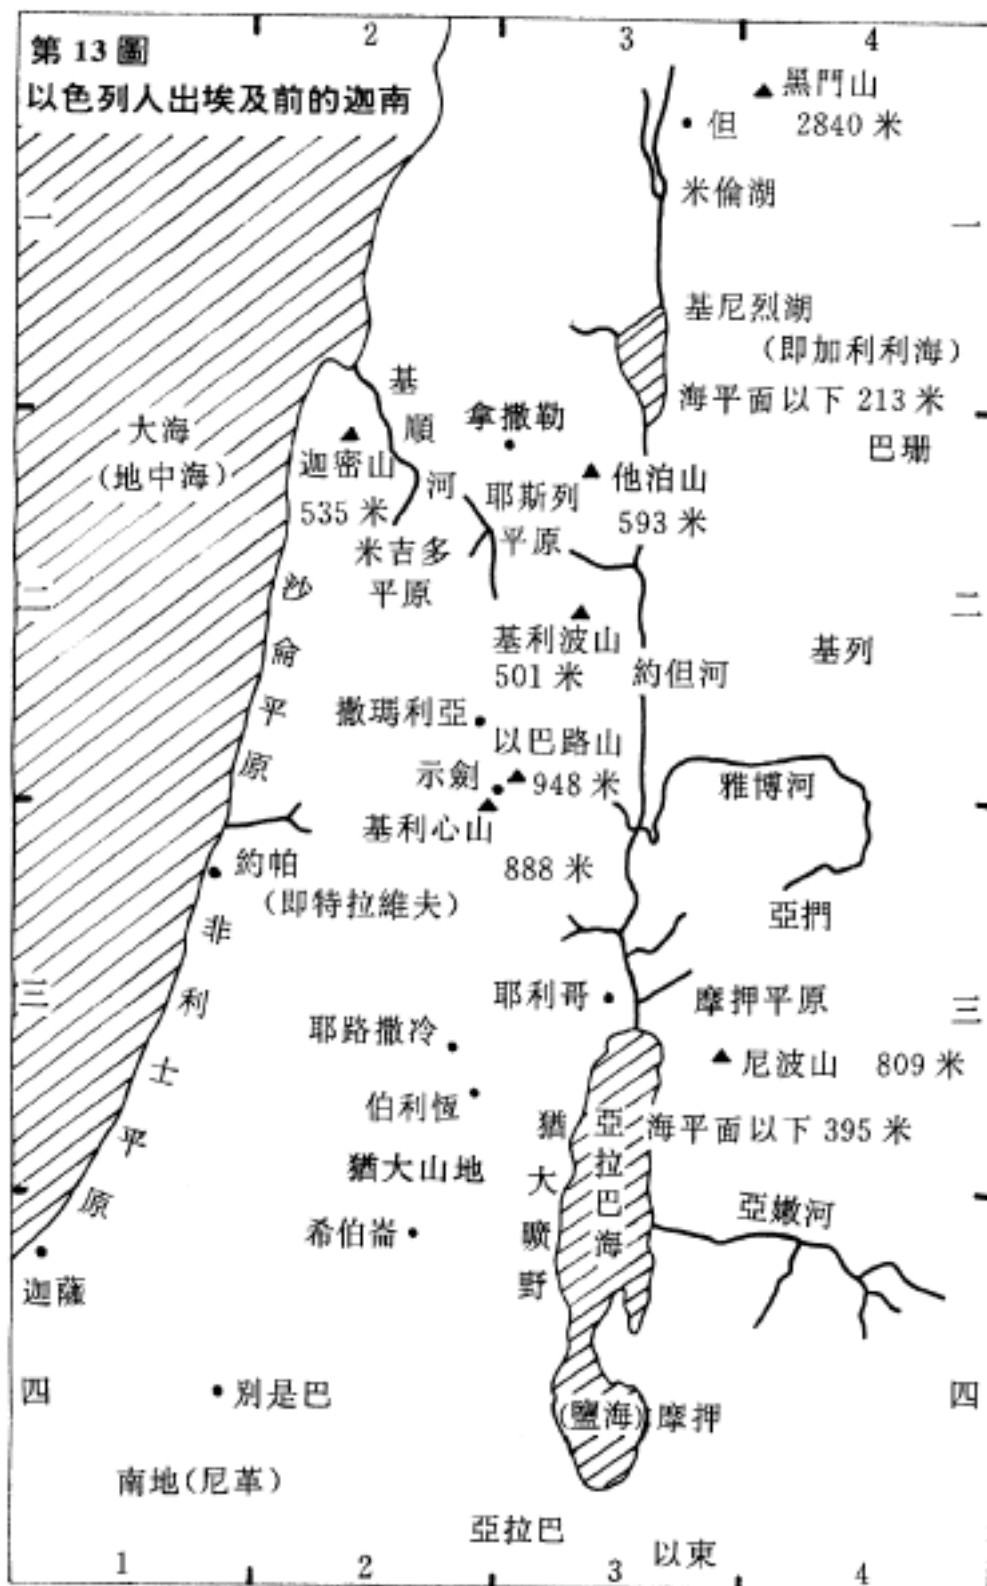 2
3
4
第 13 圖
以色列人出埃及前的迦南
黑門山
2840 米
但
米倫湖
一
一
基尼烈湖
(即加利利海)
海平面以下 213 米
巴珊
大海
(地中海)
迦密山
535 米
基順河
拿撒勒
耶斯列
平原
他泊山
593 米
米吉多
平原
二
二
沙侖平原
基利波山
501 米
約但河
基列
撒瑪利亞
以巴路山
948 米
示劍
基利心山
888 米
雅博河
約帕
(即特拉維夫)
亞捫
非利士平原
三
三
耶利哥
摩押平原
耶路撒冷
尼波山 809 米
伯利恆
猶大曠野
亞拉巴海
海平面以下 395 米
猶大山地
希伯崙
亞嫩河
迦薩
四
四
別是巴
(鹽海)
摩押
南地(尼革)
亞拉巴
以東
1
2
3
4